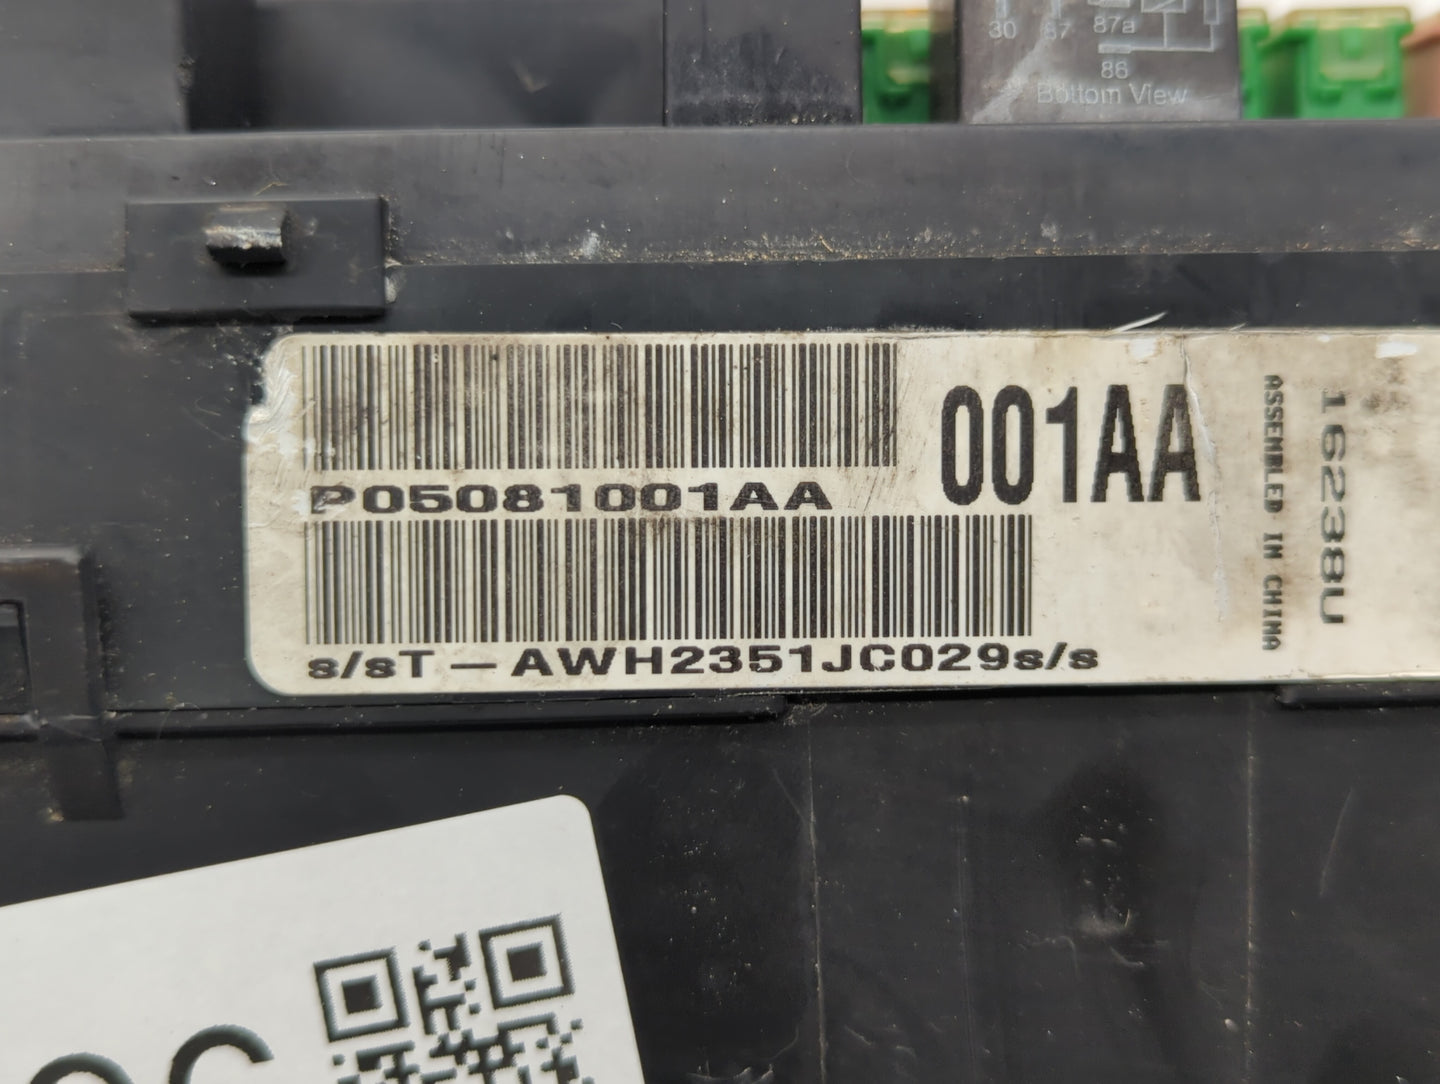 30 87 87a
86
Bottom View
P05081001AA
001AA
s/sT-AWH2351JC029s/s
ASSEMBLED IN CHINA
16238U